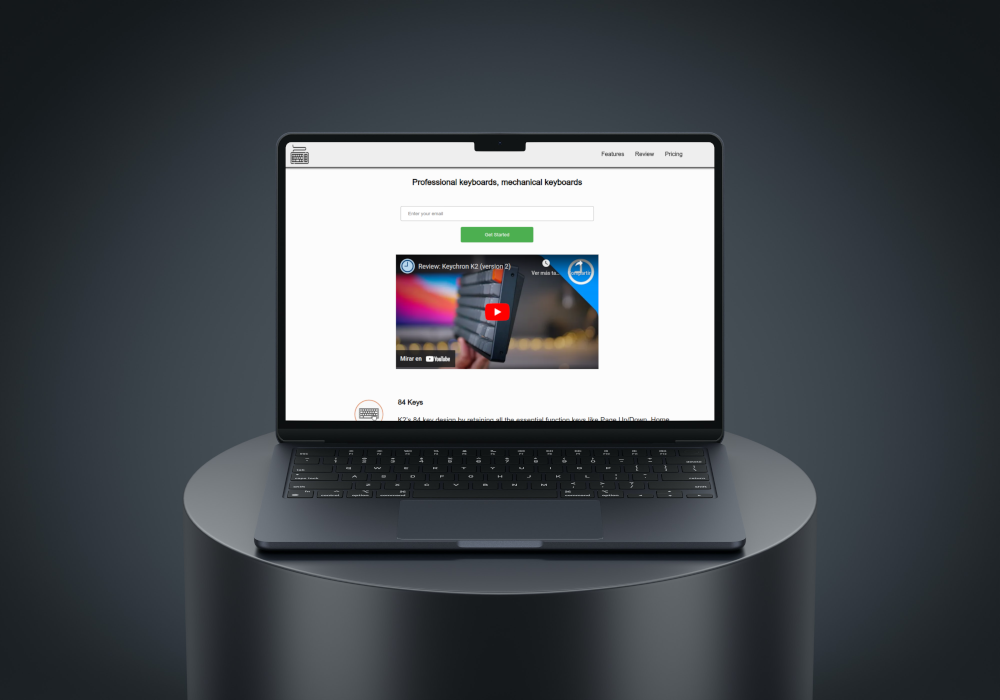 Features Review Pricing
Professional keyboards, mechanical keyboards
Enter your email
Get Started
Review: Keychron K2 (version 2)
Ver más ta...
Compartir
Mirar en YouTube
84 Keys
K2's 84 key design by retaining all the essential function keys like Page Up/Down, Home,